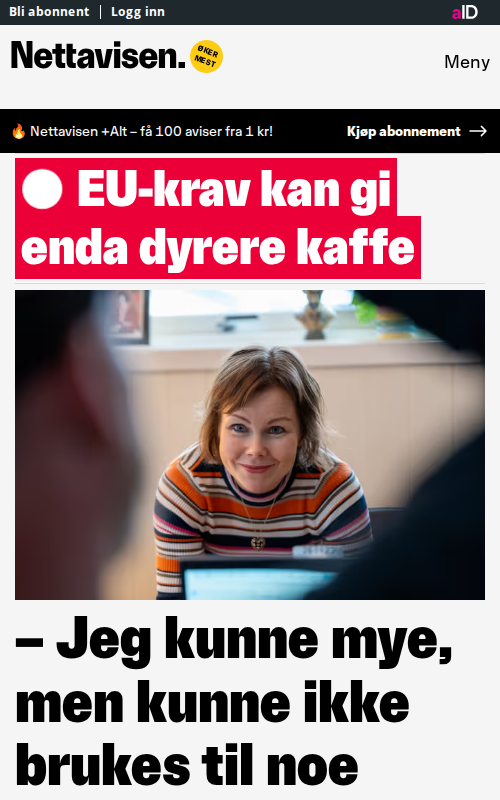 Bli abonnent
Logg inn
aID
Nettavisen.
ØKER
MEST
Meny
🔥 Nettavisen +Alt – få 100 aviser fra 1 kr!
Kjøp abonnement →
EU-krav kan gi
enda dyrere kaffe
– Jeg kunne mye,
men kunne ikke
brukes til noe